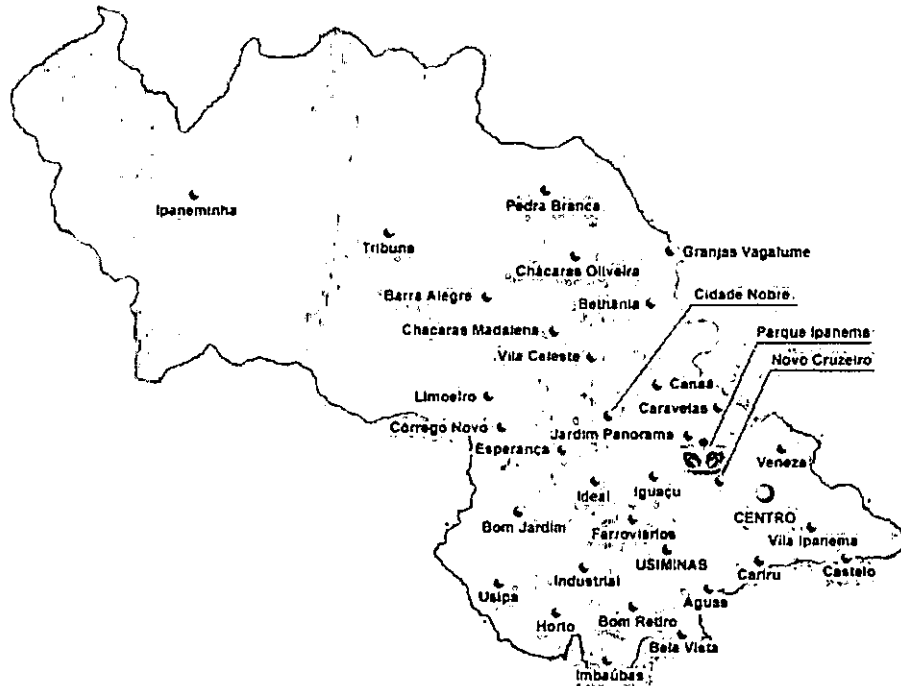 Ipaneminha
Pedra Branca
Tribuna
Granjas Vagalume
Chácaras Oliveira
Barra Alegre
Bethânia
Cidade Nobre
Chacaras Madalena
Parque Ipanema
Vila Celeste
Novo Cruzeiro
Canaã
Limoeiro
Caravelas
Córrego Novo
Jardim Panorama
Esperança
Veneza
Iguaçu
Ideal
CENTRO
Bom Jardim
Ferroviários
Vila Ipanema
USIMINAS
Industrial
Cariru
Castelo
Usipa
Águas
Horto
Bom Retiro
Bela Vista
Imbaúbas